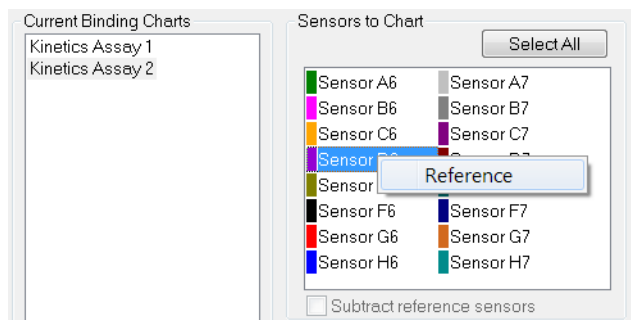 Current Binding Charts
Kinetics Assay 1
Kinetics Assay 2
Sensors to Chart
Select All
Sensor A6 Sensor A7
Sensor B6 Sensor B7
Sensor C6 Sensor C7
Sensor
Reference
Sensor
Sensor F6 Sensor F7
Sensor G6 Sensor G7
Sensor H6 Sensor H7
Subtract reference sensors